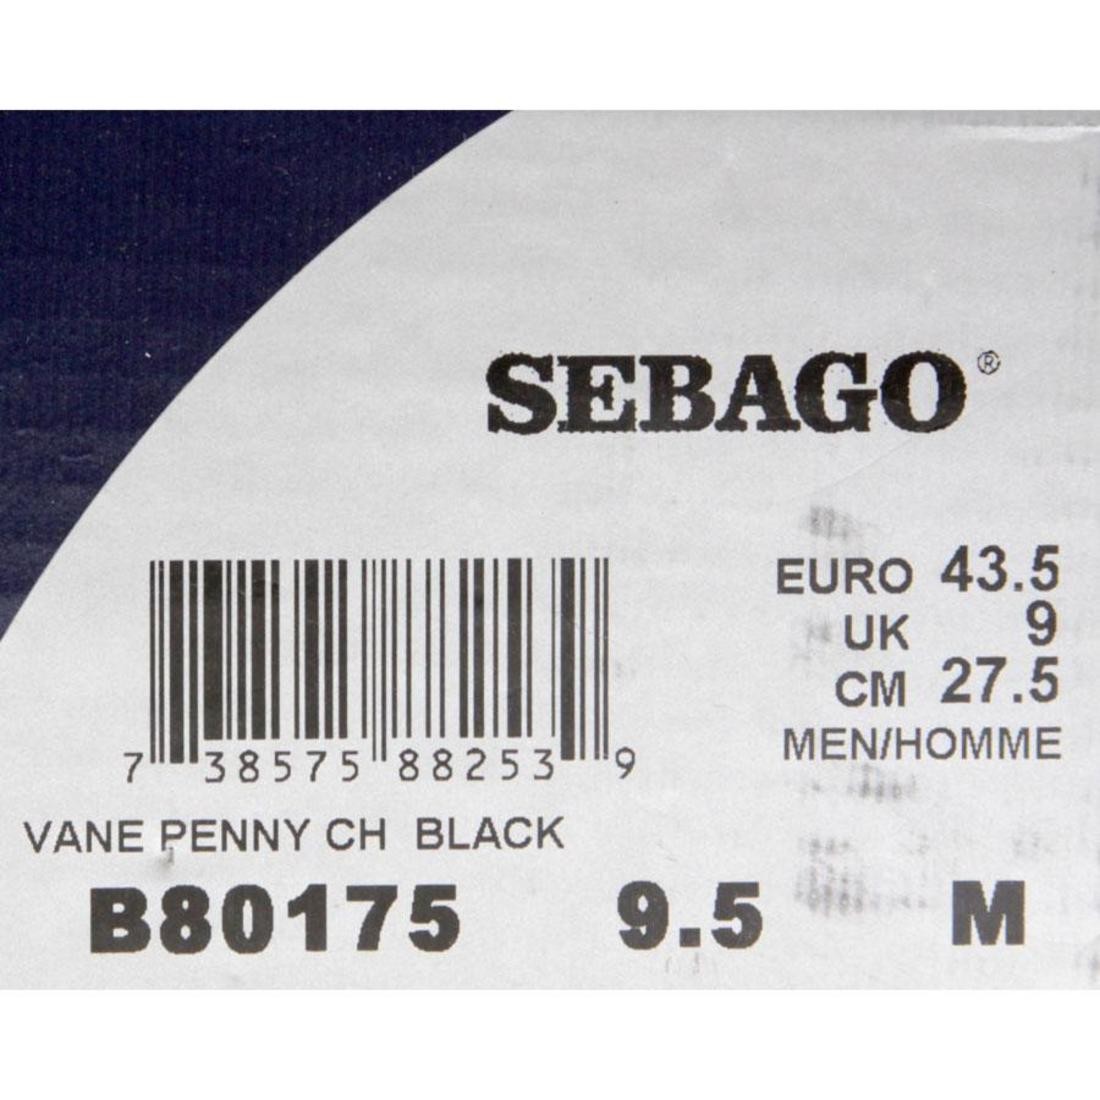 SEBAGO®
EURO 43.5
UK 9
CM 27.5
MEN/HOMME
7 38575 88253 9
VANE PENNY CH BLACK
B80175 9.5 M